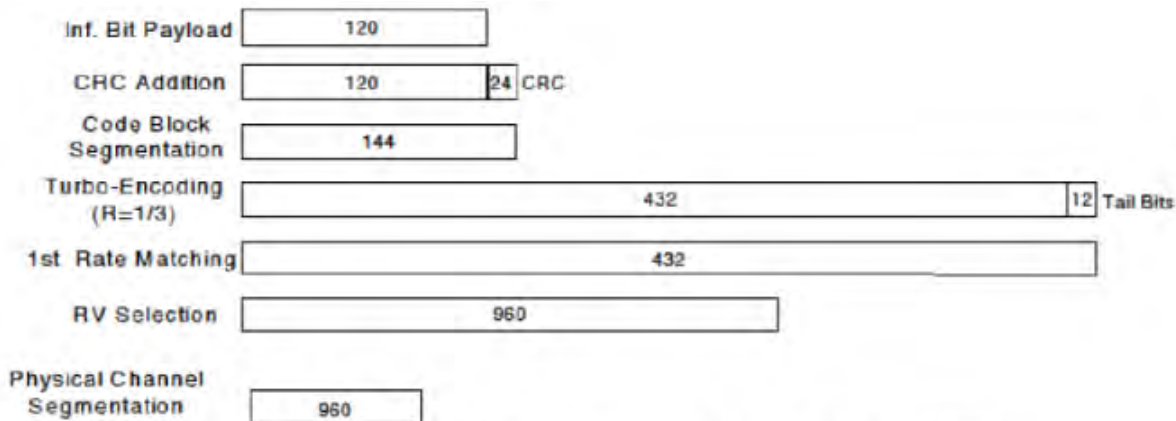 Inf. Bit Payload 120
CRC Addition 120 24 CRC
Code Block
Segmentation 144
Turbo-Encoding
(R=1/3) 432 12 Tail Bits
1st Rate Matching 432
RV Selection 960
Physical Channel
Segmentation 960